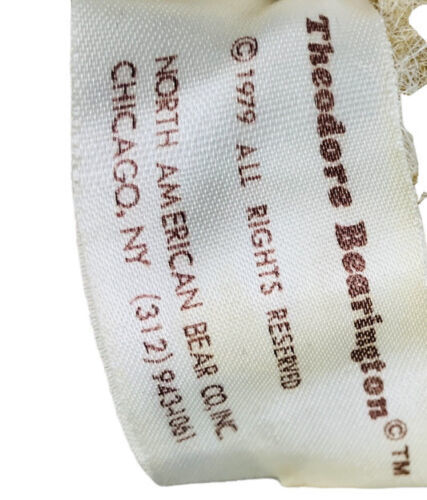 Theodore Bearington © TM
© 1979 ALL RIGHTS RESERVED
NORTH AMERICAN BEAR CO, INC.
CHICAGO, NY (312) 943-1061